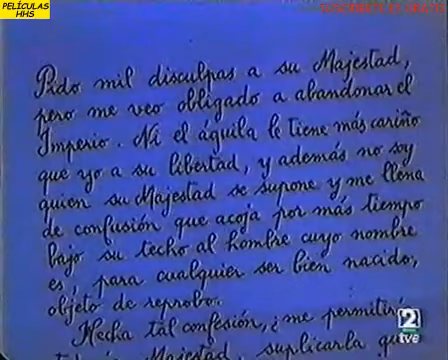 PELÍCULAS
HHS
Pido mil disculpas a su Majestad,
pero me veo obligado a abandonar el
Imperio. Ni el águila le tiene más cariño
que yo a su libertad, y además no soy
quien su Majestad se supone y me llena
de confusión que acoja por más tiempo
bajo su techo al hombre cuyo nombre
es, para cualquier ser bien nacido,
objeto de reprobo.
Hecha tal confesión, ¿me permitirá
Majestad, suplicarla que
2
tve